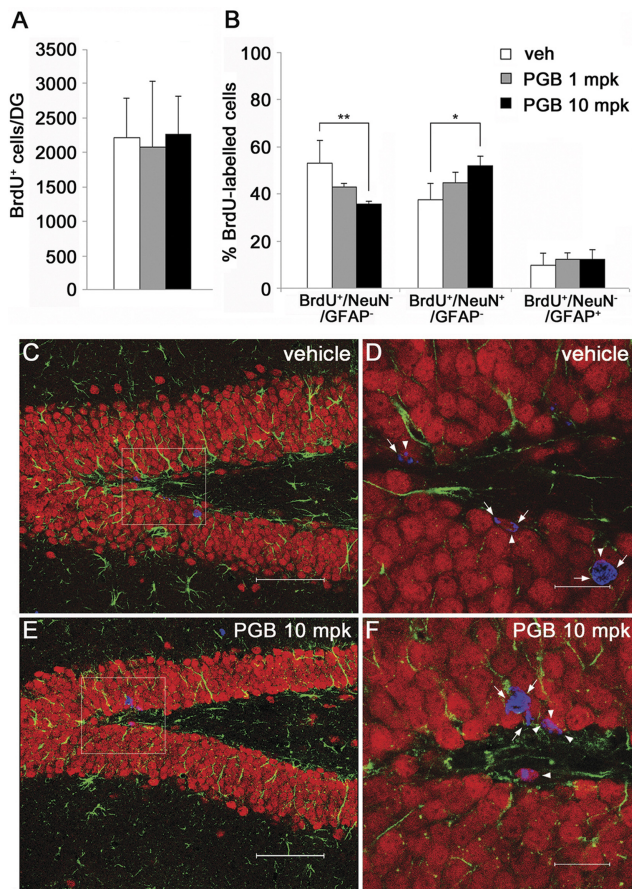 A
BrdU⁺ cells/DG
3500
3000
2500
2000
1500
1000
500
0
B
% BrdU-labelled cells
100
80
60
40
20
0
veh
PGB 1 mpk
PGB 10 mpk
**
*
BrdU⁺/NeuN⁻
/GFAP⁻
BrdU⁺/NeuN⁺
/GFAP⁻
BrdU⁺/NeuN⁻
/GFAP⁺
C
vehicle
D
vehicle
E
PGB 10 mpk
F
PGB 10 mpk